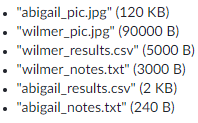 • "abigail_pic.jpg" (120 KB)
• "wilmer_pic.jpg" (90000 B)
• "wilmer_results.csv" (5000 B)
• "wilmer_notes.txt" (3000 B)
• "abigail_results.csv" (2 KB)
• "abigail_notes.txt" (240 B)